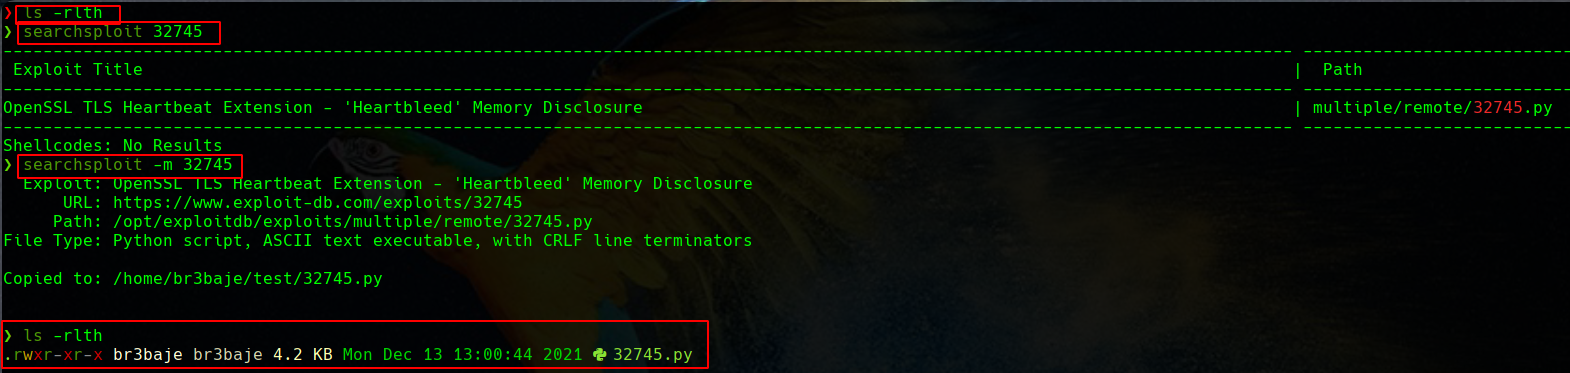 ❯ ls -rlth
❯ searchsploit 32745
Exploit Title | Path
OpenSSL TLS Heartbeat Extension - 'Heartbleed' Memory Disclosure | multiple/remote/32745.py
Shellcodes: No Results
❯ searchsploit -m 32745
Exploit: OpenSSL TLS Heartbeat Extension - 'Heartbleed' Memory Disclosure
URL: https://www.exploit-db.com/exploits/32745
Path: /opt/exploitdb/exploits/multiple/remote/32745.py
File Type: Python script, ASCII text executable, with CRLF line terminators
Copied to: /home/br3baje/test/32745.py
❯ ls -rlth
.rwxr-xr-x br3baje br3baje 4.2 KB Mon Dec 13 13:00:44 2021 32745.py